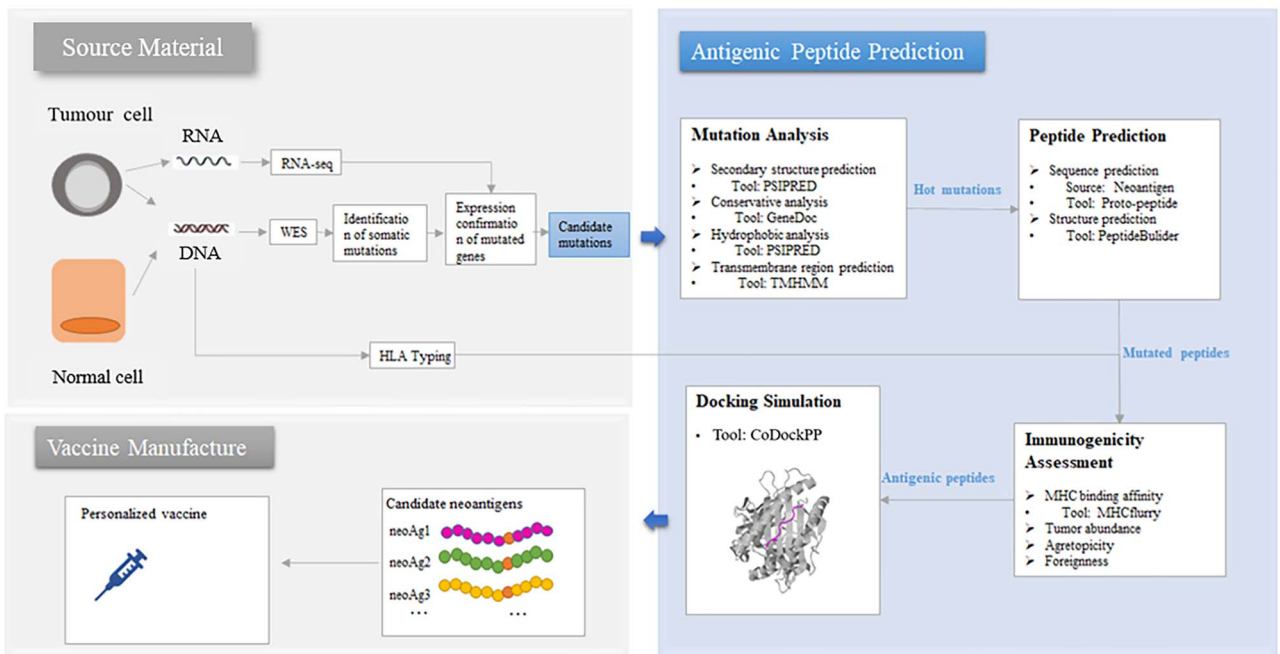 Source Material
Tumour cell
RNA
RNA-seq
DNA
WES
Identificatio
n of somatic
mutations
Expression
confirmatio
n of mutated
genes
Candidate
mutations
HLA Typing
Normal cell
Antigenic Peptide Prediction
Mutation Analysis
➢ Secondary structure prediction
• Tool: PSIPRED
➢ Conservative analysis
• Tool: GeneDoc
➢ Hydrophobic analysis
• Tool: PSIPRED
➢ Transmembrane region prediction
• Tool: TMHMM
Hot mutations
Peptide Prediction
➢ Sequence prediction
• Source: Neoantigen
• Tool: Proto-peptide
➢ Structure prediction
• Tool: PeptideBulider
Mutated peptides
Immunogenicity
Assessment
➢ MHC binding affinity
• Tool: MHCflurry
➢ Tumor abundance
➢ Agretopicity
➢ Foreignness
Antigenic peptides
Docking Simulation
• Tool: CoDockPP
Vaccine Manufacture
Candidate neoantigens
neoAg1
neoAg2
neoAg3
... ...
Personalized vaccine